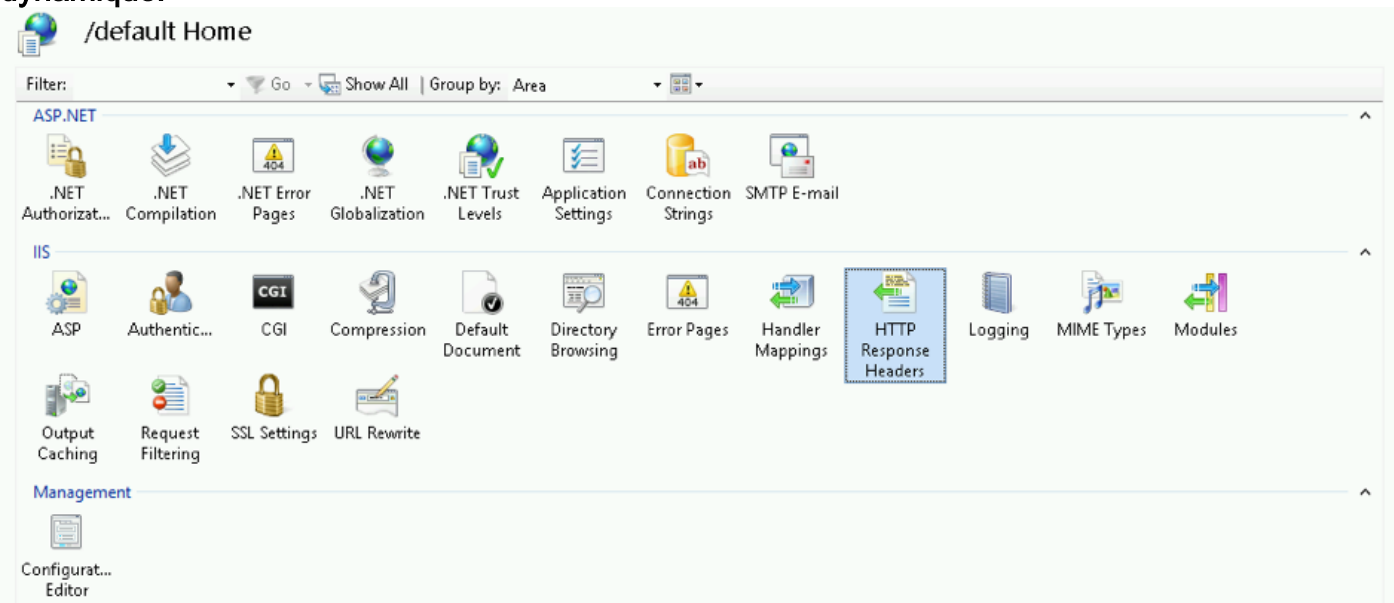 dynamique.
/default Home
Filter: Go Show All | Group by: Area
ASP.NET
.NET Authorizat...
.NET Compilation
.NET Error Pages
.NET Globalization
.NET Trust Levels
Application Settings
Connection Strings
SMTP E-mail
IIS
ASP
Authentic...
CGI
Compression
Default Document
Directory Browsing
Error Pages
Handler Mappings
HTTP Response Headers
Logging
MIME Types
Modules
Output Caching
Request Filtering
SSL Settings
URL Rewrite
Management
Configurat... Editor